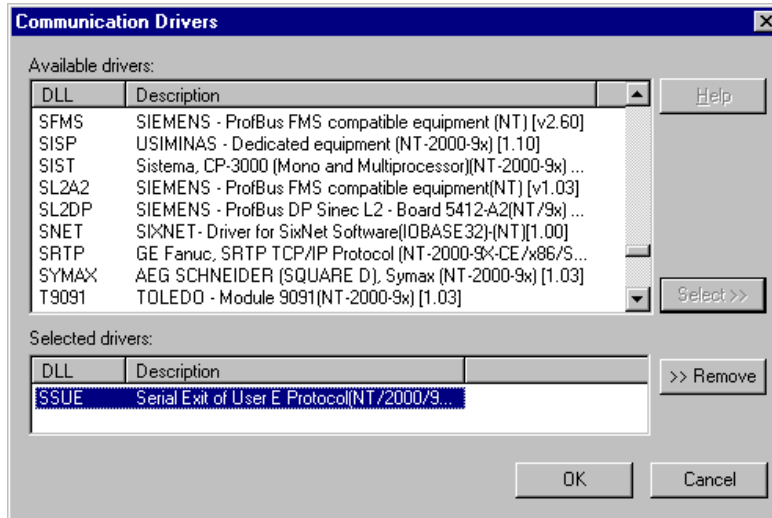 Communication Drivers
Available drivers:
DLL Description
Help
SFMS SIEMENS - ProfBus FMS compatible equipment (NT) [v2.60]
SISP USIMINAS - Dedicated equipment (NT-2000-9x) [1.10]
SIST Sistema, CP-3000 (Mono and Multiprocessor)(NT-2000-9x) ...
SL2A2 SIEMENS - ProfBus FMS compatible equipment(NT) [v1.03]
SL2DP SIEMENS - ProfBus DP Sinec L2 - Board 5412-A2(NT/9x) ...
SNET SIXNET- Driver for SixNet Software(IOBASE32)-(NT)[1.00]
SRTP GE Fanuc, SRTP TCP/IP Protocol (NT-2000-9X-CE/x86/S...
SYMAX AEG SCHNEIDER (SQUARE D), Symax (NT-2000-9x) [1.03]
T9091 TOLEDO - Module 9091(NT-2000-9x) [1.03]
Select >>
Selected drivers:
DLL Description
>> Remove
SSUE Serial Exit of User E Protocol(NT/2000/9...
OK Cancel